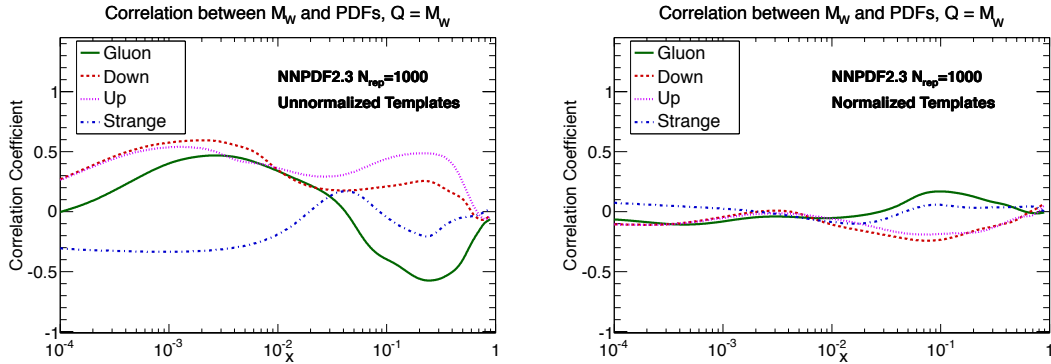 Correlation between M_W and PDFs, Q = M_W
Correlation Coefficient
Gluon
Down
Up
Strange
NNPDF2.3 N_rep=1000
Unnormalized Templates
1
0.5
0
-0.5
-1
10^-4
10^-3
10^-2
10^-1
1
x
Correlation between M_W and PDFs, Q = M_W
Correlation Coefficient
Gluon
Down
Up
Strange
NNPDF2.3 N_rep=1000
Normalized Templates
1
0.5
0
-0.5
-1
10^-4
10^-3
10^-2
10^-1
1
x